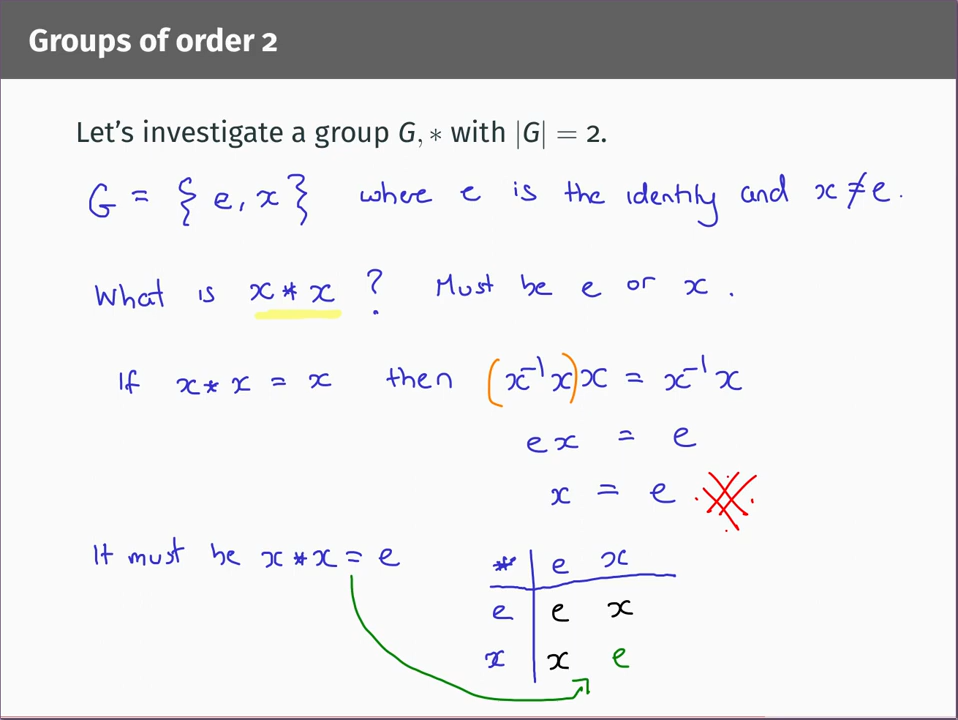 Groups of order 2
Let's investigate a group G, * with |G| = 2.
G = { e, x } where e is the identity and x ≠ e.
What is x * x ? Must be e or x .
If x * x = x then (x⁻¹x)x = x⁻¹x
ex = e
x = e
It must be x * x = e
* e x
e e x
x x e